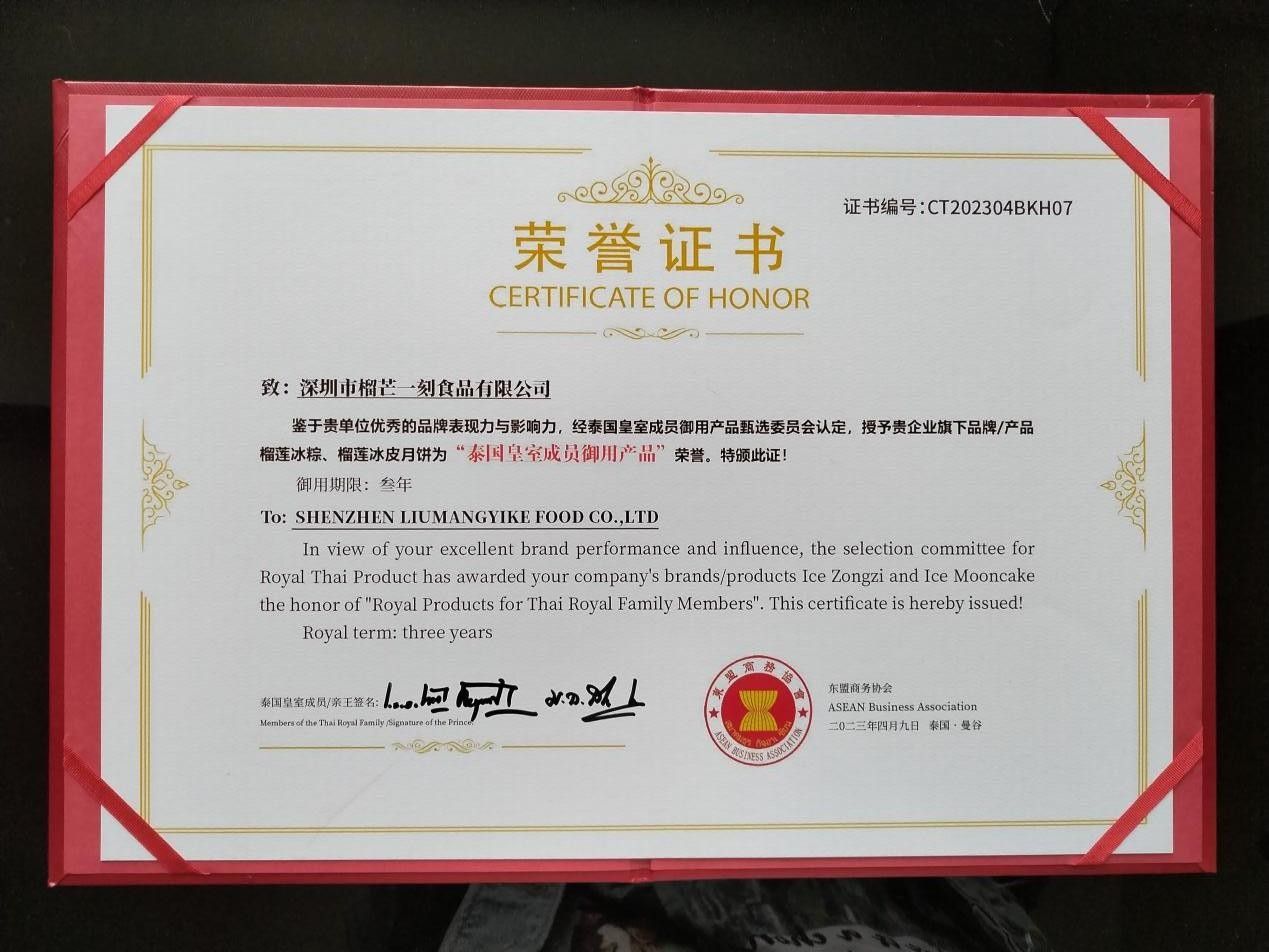 证书编号：CT202304BKH07
荣誉证书
CERTIFICATE OF HONOR
致：深圳市榴芒一刻食品有限公司
鉴于贵单位优秀的品牌表现力与影响力，经泰国皇室成员御用产品甄选委员会认定，授予贵企业旗下品牌/产品
榴莲冰粽、榴莲冰皮月饼为“泰国皇室成员御用产品”荣誉。特颁此证！
御用期限：叁年
To: SHENZHEN LIUMANGYIKE FOOD CO.,LTD
In view of your excellent brand performance and influence, the selection committee for
Royal Thai Product has awarded your company's brands/products Ice Zongzi and Ice Mooncake
the honor of "Royal Products for Thai Royal Family Members". This certificate is hereby issued!
Royal term: three years
泰国皇室成员/亲王签名:
Members of the Thai Royal Family /Signature of the Prince:
東盟商務協會
ASEAN BUSINESS ASSOCIATION
东盟商务协会
ASEAN Business Association
二〇二三年四月九日 泰国·曼谷